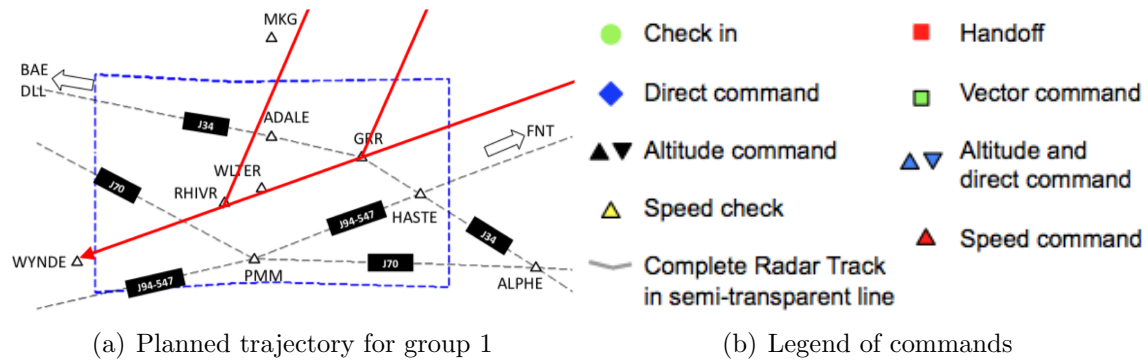 MKG
BAE
DLL
J34
ADALE
GRR
FNT
WLTER
RHIVR
J70
HASTE
J94-547
J34
WYNDE
PMM
J70
ALPHE
J94-547
(a) Planned trajectory for group 1
Check in
Handoff
Direct command
Vector command
Altitude command
Altitude and
direct command
Speed check
Speed command
Complete Radar Track
in semi-transparent line
(b) Legend of commands